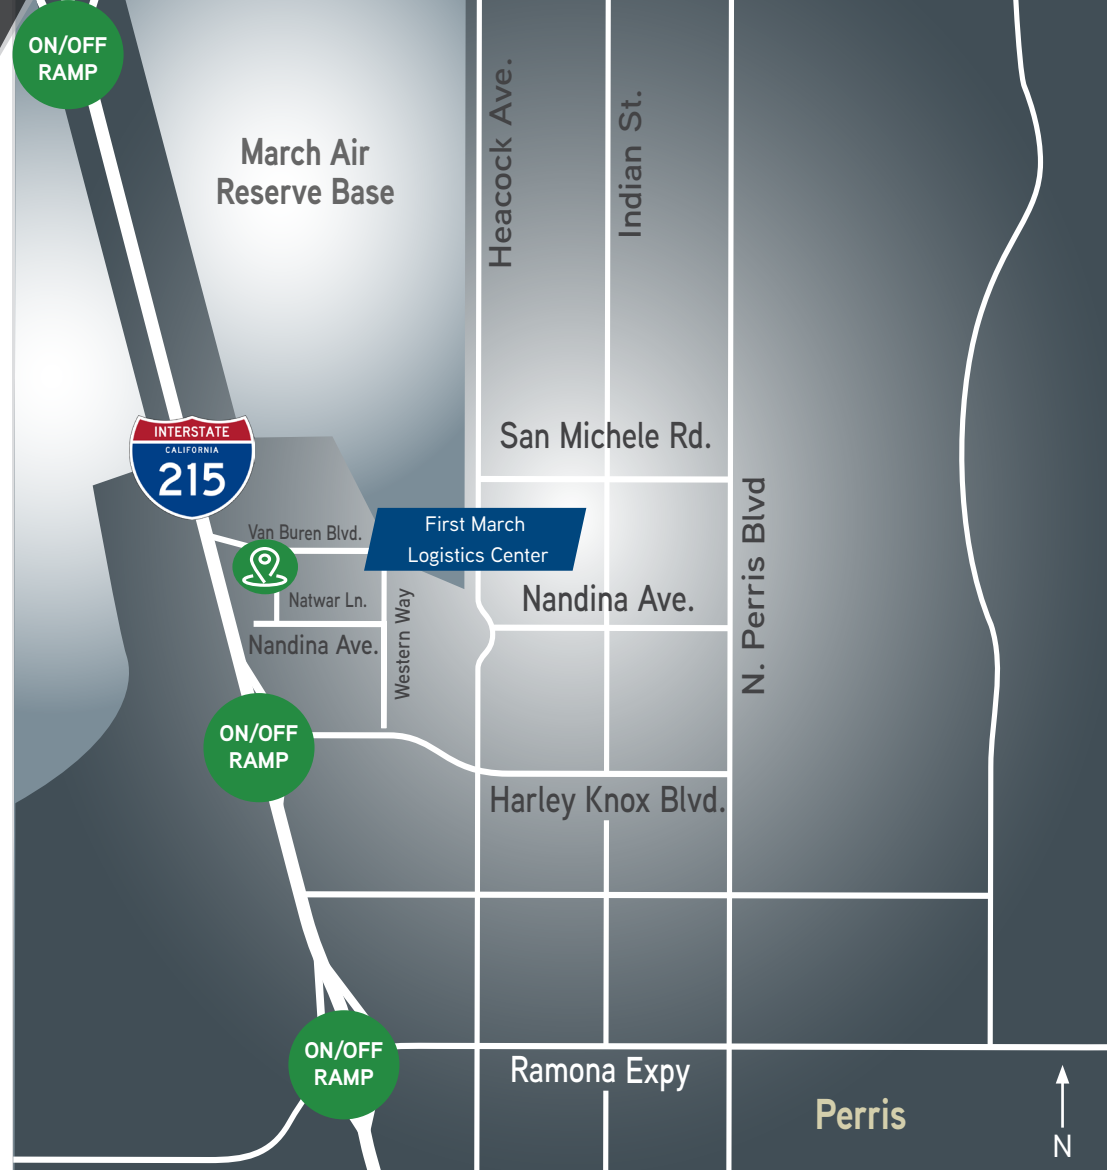 ON/OFF
RAMP
March Air
Reserve Base
Heacock Ave.
Indian St.
San Michele Rd.
INTERSTATE
CALIFORNIA
215
N. Perris Blvd
First March
Logistics Center
Van Buren Blvd.
Natwar Ln.
Nandina Ave.
Nandina Ave.
Western Way
ON/OFF
RAMP
Harley Knox Blvd.
ON/OFF
RAMP
Ramona Expy
Perris
N